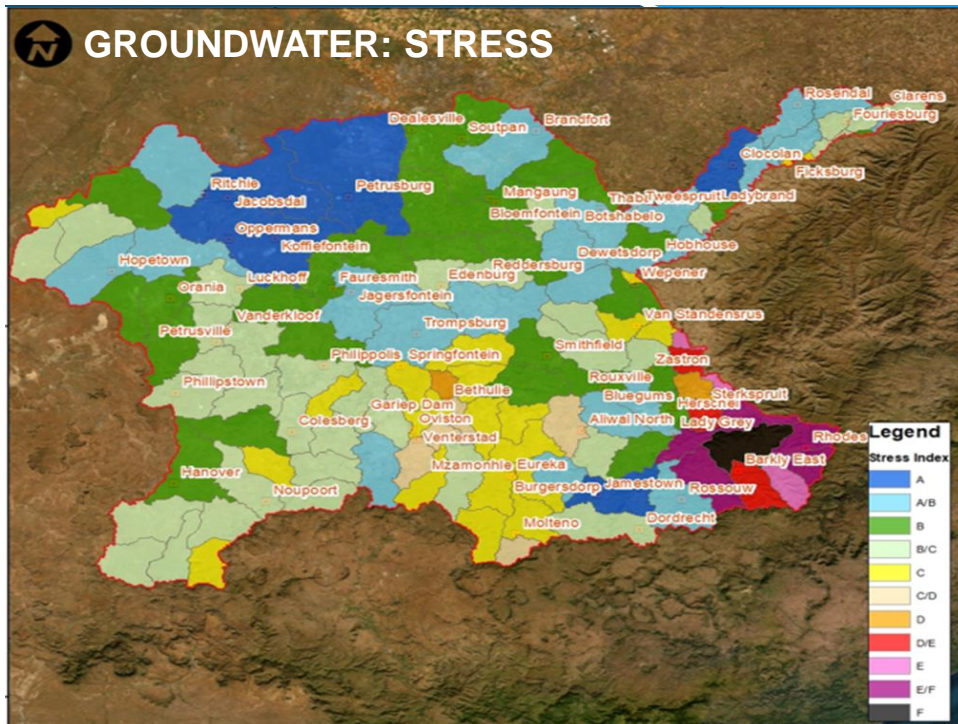 N
GROUNDWATER: STRESS
Rosendal
Clarens
Dealesville
Brandfort
Fouriesburg
Soutpan
Clocolan
Ficksburg
Ritchie
Petrusburg
Mangaung
Tweespruit
Ladybrand
Jacobsdal
Bloemfontein
Botshabelo
Oppermans
Koffiefontein
Hobhouse
Dewetsdorp
Hopetown
Reddersburg
Luckhoff
Fauresmith
Edenburg
Wepener
Orania
Jagersfontein
Vanderkloof
Trompsburg
Van Standensrus
Petrusville
Smithfield
Philippolis
Springfontein
Zastron
Phillipstown
Rouxville
Bethulie
Bluegums
Sterkspruit
Herschel
Gariep Dam
Colesberg
Oviston
Aliwal North
Lady Grey
Venterstad
Rhodes
Hanover
Mzamonhle
Eureka
Barkly East
Noupoort
Burgersdorp
Jamestown
Rossouw
Molteno
Dordrecht
Legend
Stress Index
A
A/B
B
B/C
C
C/D
D
D/E
E
E/F
F